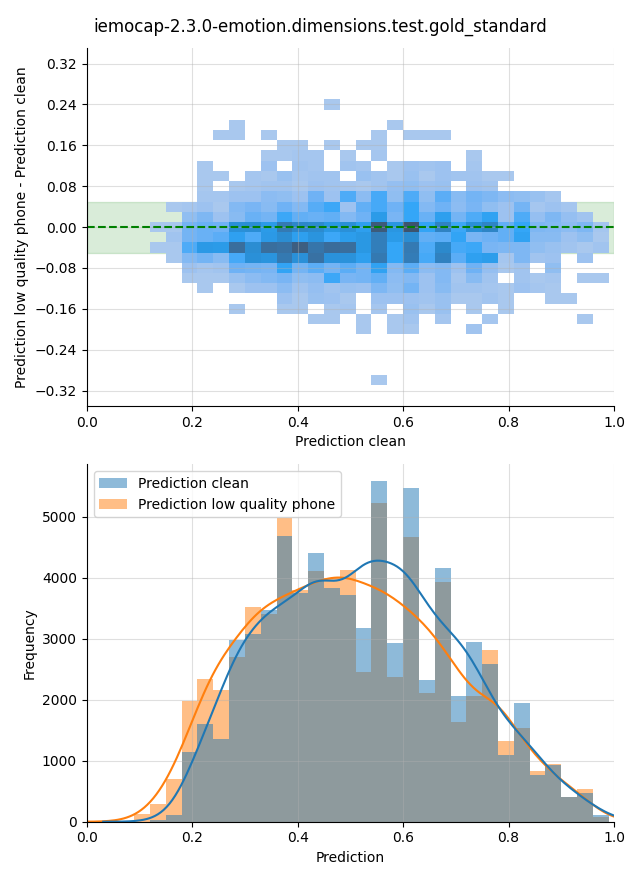 iemocap-2.3.0-emotion.dimensions.test.gold_standard
Prediction low quality phone - Prediction clean
0.32
0.24
0.16
0.08
0.00
−0.08
−0.16
−0.24
−0.32
0.0 0.2 0.4 0.6 0.8 1.0
Prediction clean
Frequency
Prediction clean
Prediction low quality phone
5000
4000
3000
2000
1000
0
0.0 0.2 0.4 0.6 0.8 1.0
Prediction